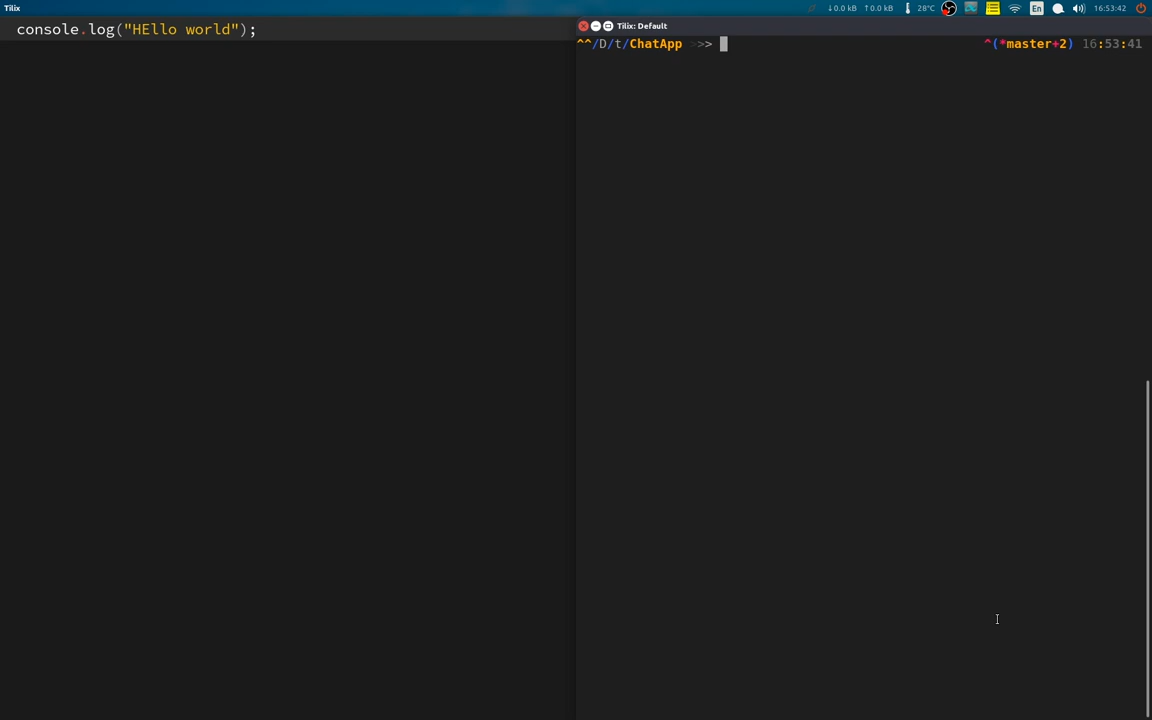 Tilix
↓0.0 kB ↑0.0 kB 28°C En 16:53:42
console.log("HEllo world");
Tilix: Default
^^/D/t/ChatApp >>> ^(*master+2) 16:53:41